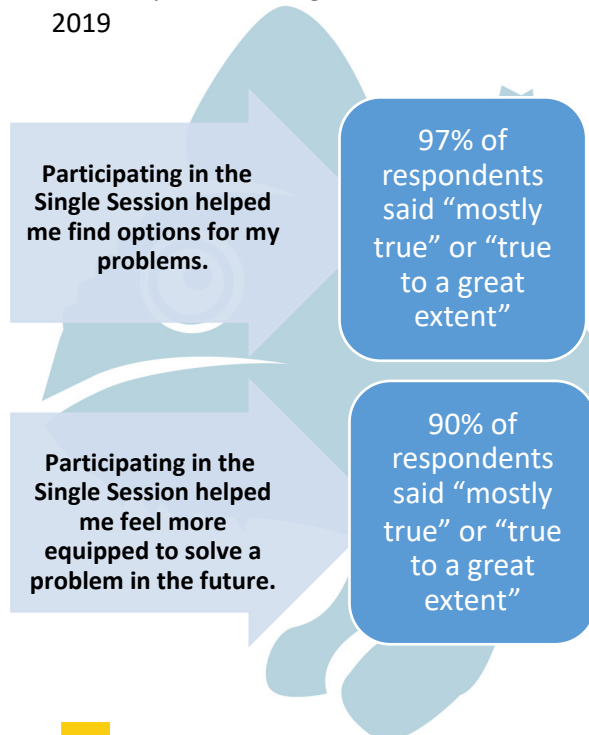 2019
Participating in the
Single Session helped
me find options for my
problems.
97% of
respondents
said “mostly
true” or “true
to a great
extent”
Participating in the
Single Session helped
me feel more
equipped to solve a
problem in the future.
90% of
respondents
said “mostly
true” or “true
to a great
extent”